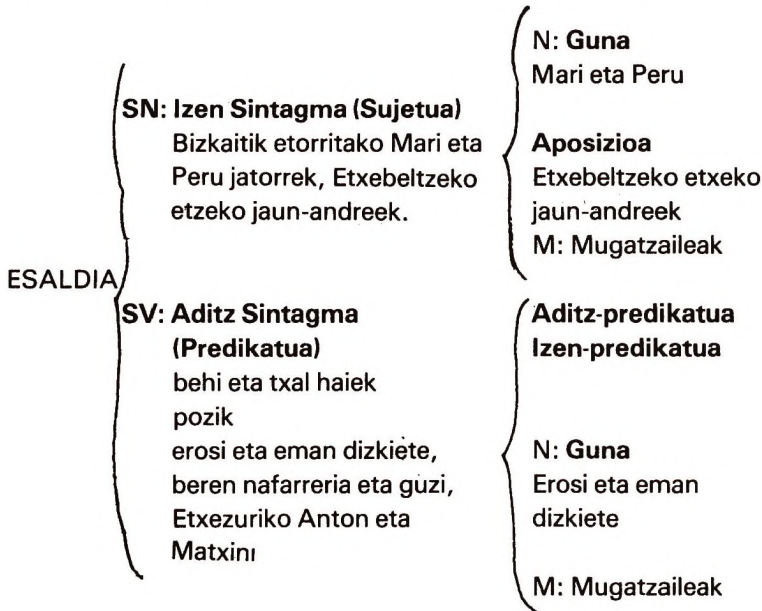 ESALDIA
SN: Izen Sintagma (Sujetua)
Bizkaitik etorritako Mari eta
Peru jatorrek, Etxebeltzeko
etzeko jaun-andreek.
N: Guna
Mari eta Peru
Aposizioa
Etxebeltzeko etxeko
jaun-andreek
M: Mugatzaileak
SV: Aditz Sintagma
(Predikatua)
behi eta txal haiek
pozik
erosi eta eman dizkiete,
beren nafarreria eta guzi,
Etxezuriko Anton eta
Matxini
Aditz-predikatua
Izen-predikatua
N: Guna
Erosi eta eman
dizkiete
M: Mugatzaileak